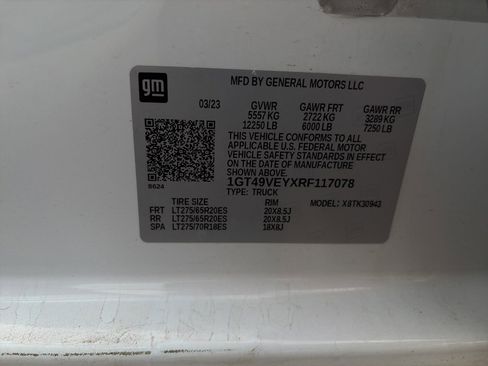 gm
MFD BY GENERAL MOTORS LLC
03/23 GVWR GAWR FRT GAWR RR
5557 KG 2722 KG 3289 KG
12250 LB 6000 LB 7250 LB
THIS VEHICLE CONFORMS TO ALL
APPLICABLE U.S. FEDERAL MOTOR
VEHICLE SAFETY STANDARDS IN
EFFECT ON THE DATE OF MANUFACTURE
SHOWN ABOVE.
1GT49VEYXRF117078
TYPE: TRUCK MODEL: X8TK30943
8624
TIRE SIZE RIM
FRT LT275/65R20ES 20X8.5J
RR LT275/65R20ES 20X8.5J
SPA LT275/70R18ES 18X8J